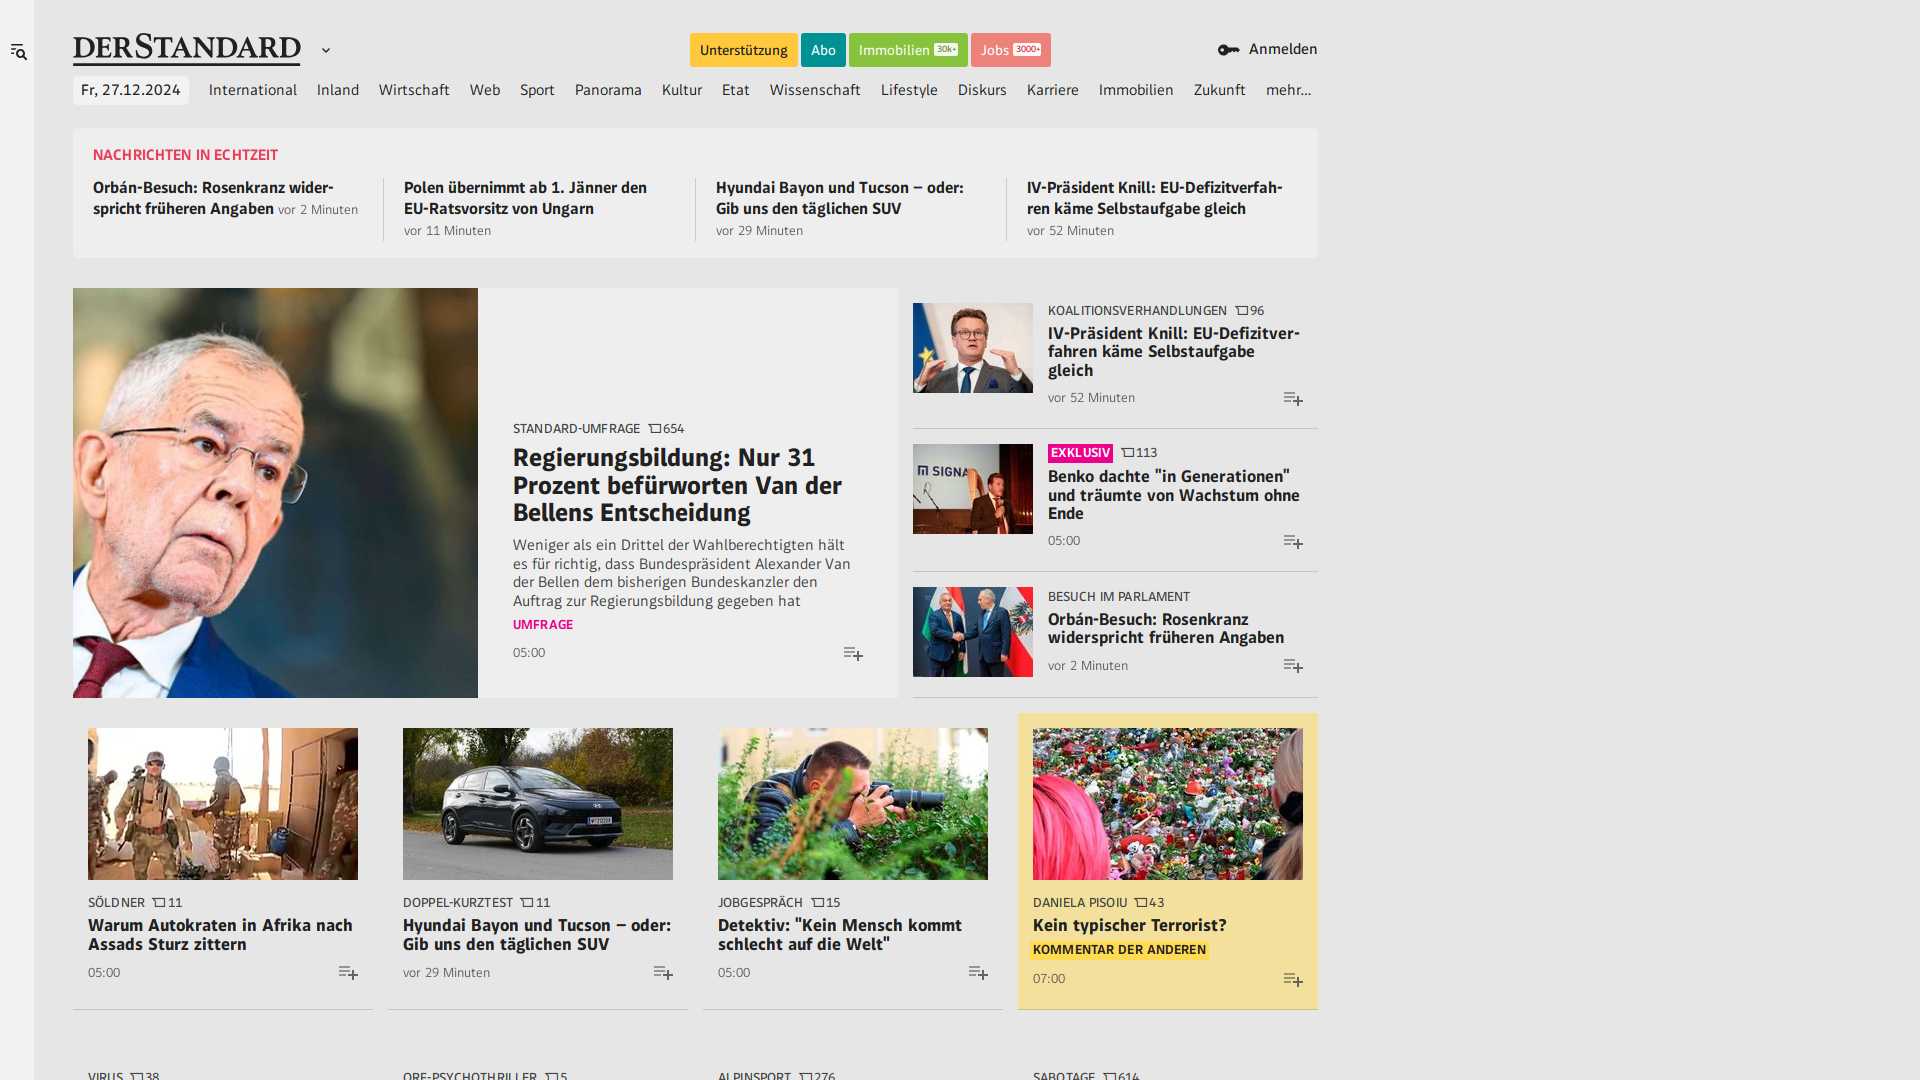 DERSTANDARD
Unterstützung
Abo
Immobilien 30k+
Jobs 3000+
Anmelden
Fr, 27.12.2024
International
Inland
Wirtschaft
Web
Sport
Panorama
Kultur
Etat
Wissenschaft
Lifestyle
Diskurs
Karriere
Immobilien
Zukunft
mehr...
NACHRICHTEN IN ECHTZEIT
Orbán-Besuch: Rosenkranz wider-
spricht früheren Angaben vor 2 Minuten
Polen übernimmt ab 1. Jänner den
EU-Ratsvorsitz von Ungarn
vor 11 Minuten
Hyundai Bayon und Tucson – oder:
Gib uns den täglichen SUV
vor 29 Minuten
IV-Präsident Knill: EU-Defizitverfah-
ren käme Selbstaufgabe gleich
vor 52 Minuten
STANDARD-UMFRAGE 654
Regierungsbildung: Nur 31
Prozent befürworten Van der
Bellens Entscheidung
Weniger als ein Drittel der Wahlberechtigten hält
es für richtig, dass Bundespräsident Alexander Van
der Bellen dem bisherigen Bundeskanzler den
Auftrag zur Regierungsbildung gegeben hat
UMFRAGE
05:00
KOALITIONSVERHANDLUNGEN 96
IV-Präsident Knill: EU-Defizitver-
fahren käme Selbstaufgabe
gleich
vor 52 Minuten
SIGNA
EXKLUSIV 113
Benko dachte "in Generationen"
und träumte von Wachstum ohne
Ende
05:00
BESUCH IM PARLAMENT
Orbán-Besuch: Rosenkranz
widerspricht früheren Angaben
vor 2 Minuten
SÖLDNER 11
Warum Autokraten in Afrika nach
Assads Sturz zittern
05:00
DOPPEL-KURZTEST 11
Hyundai Bayon und Tucson – oder:
Gib uns den täglichen SUV
vor 29 Minuten
JOBGESPRÄCH 15
Detektiv: "Kein Mensch kommt
schlecht auf die Welt"
05:00
DANIELA PISOIU 43
Kein typischer Terrorist?
KOMMENTAR DER ANDEREN
07:00
VIRUS 38
ORF-PSYCHOTHRILLER 5
ALPINSPORT 276
SABOTAGE 614